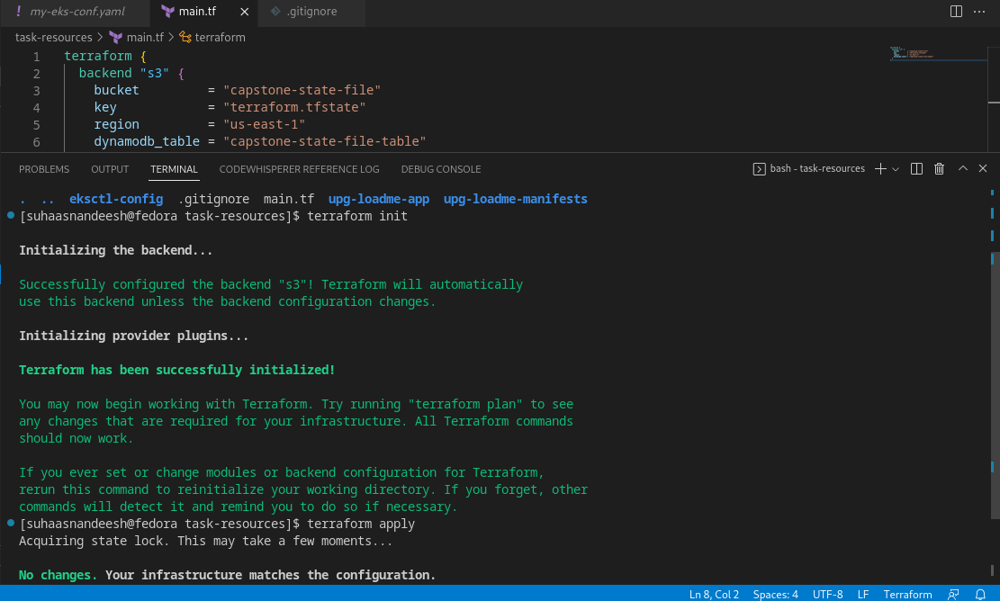 ! my-eks-conf.yaml main.tf × .gitignore ...
task-resources > main.tf > terraform
1 terraform {
2 backend "s3" {
3 bucket = "capstone-state-file"
4 key = "terraform.tfstate"
5 region = "us-east-1"
6 dynamodb_table = "capstone-state-file-table"
PROBLEMS OUTPUT TERMINAL CODEWHISPERER REFERENCE LOG DEBUG CONSOLE bash - task-resources
. .. eksctl-config .gitignore main.tf upg-loadme-app upg-loadme-manifests
[suhaasnandeesh@fedora task-resources]$ terraform init
Initializing the backend...
Successfully configured the backend "s3"! Terraform will automatically
use this backend unless the backend configuration changes.
Initializing provider plugins...
Terraform has been successfully initialized!
You may now begin working with Terraform. Try running "terraform plan" to see
any changes that are required for your infrastructure. All Terraform commands
should now work.
If you ever set or change modules or backend configuration for Terraform,
rerun this command to reinitialize your working directory. If you forget, other
commands will detect it and remind you to do so if necessary.
[suhaasnandeesh@fedora task-resources]$ terraform apply
Acquiring state lock. This may take a few moments...
No changes. Your infrastructure matches the configuration.
Ln 8, Col 2 Spaces: 4 UTF-8 LF Terraform